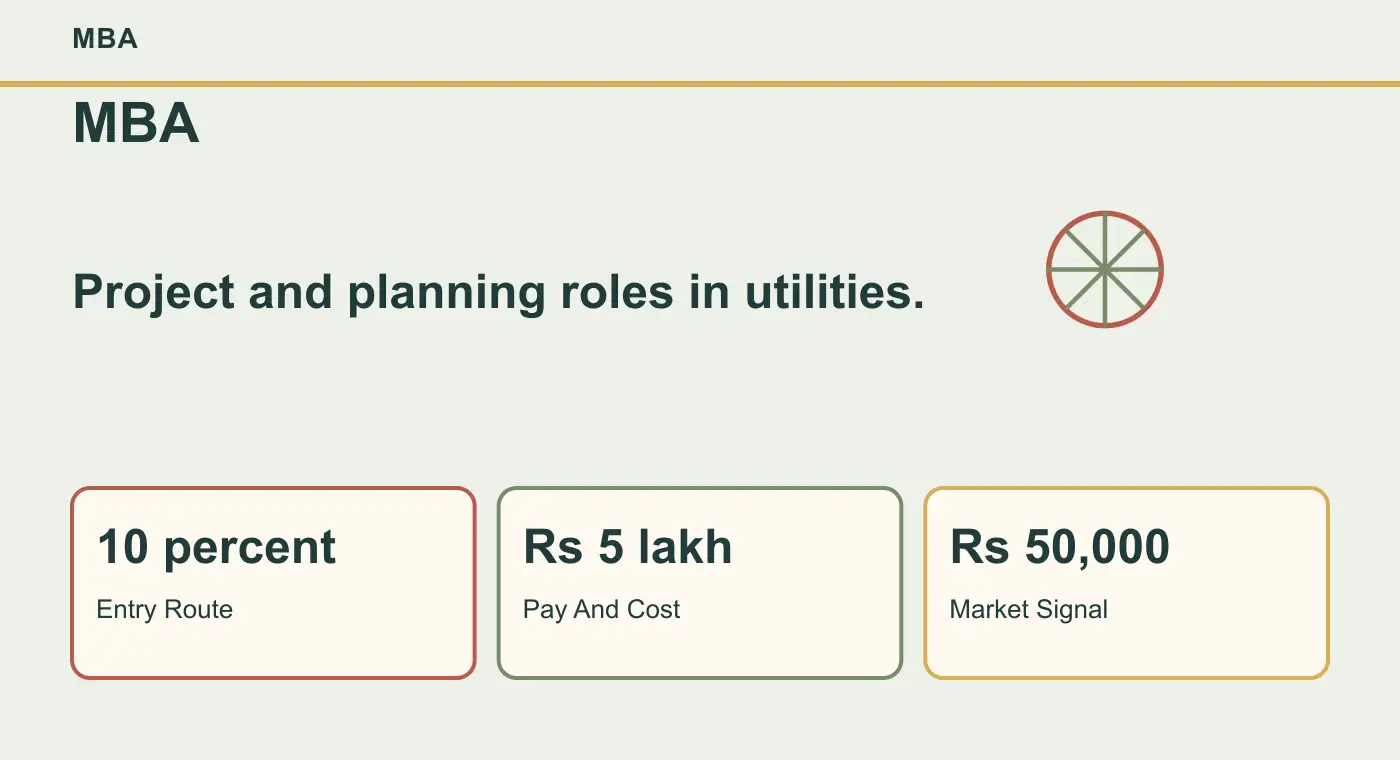 MBA
MBA
Project and planning roles in utilities.
10 percent
Entry Route
Rs 5 lakh
Pay And Cost
Rs 50,000
Market Signal